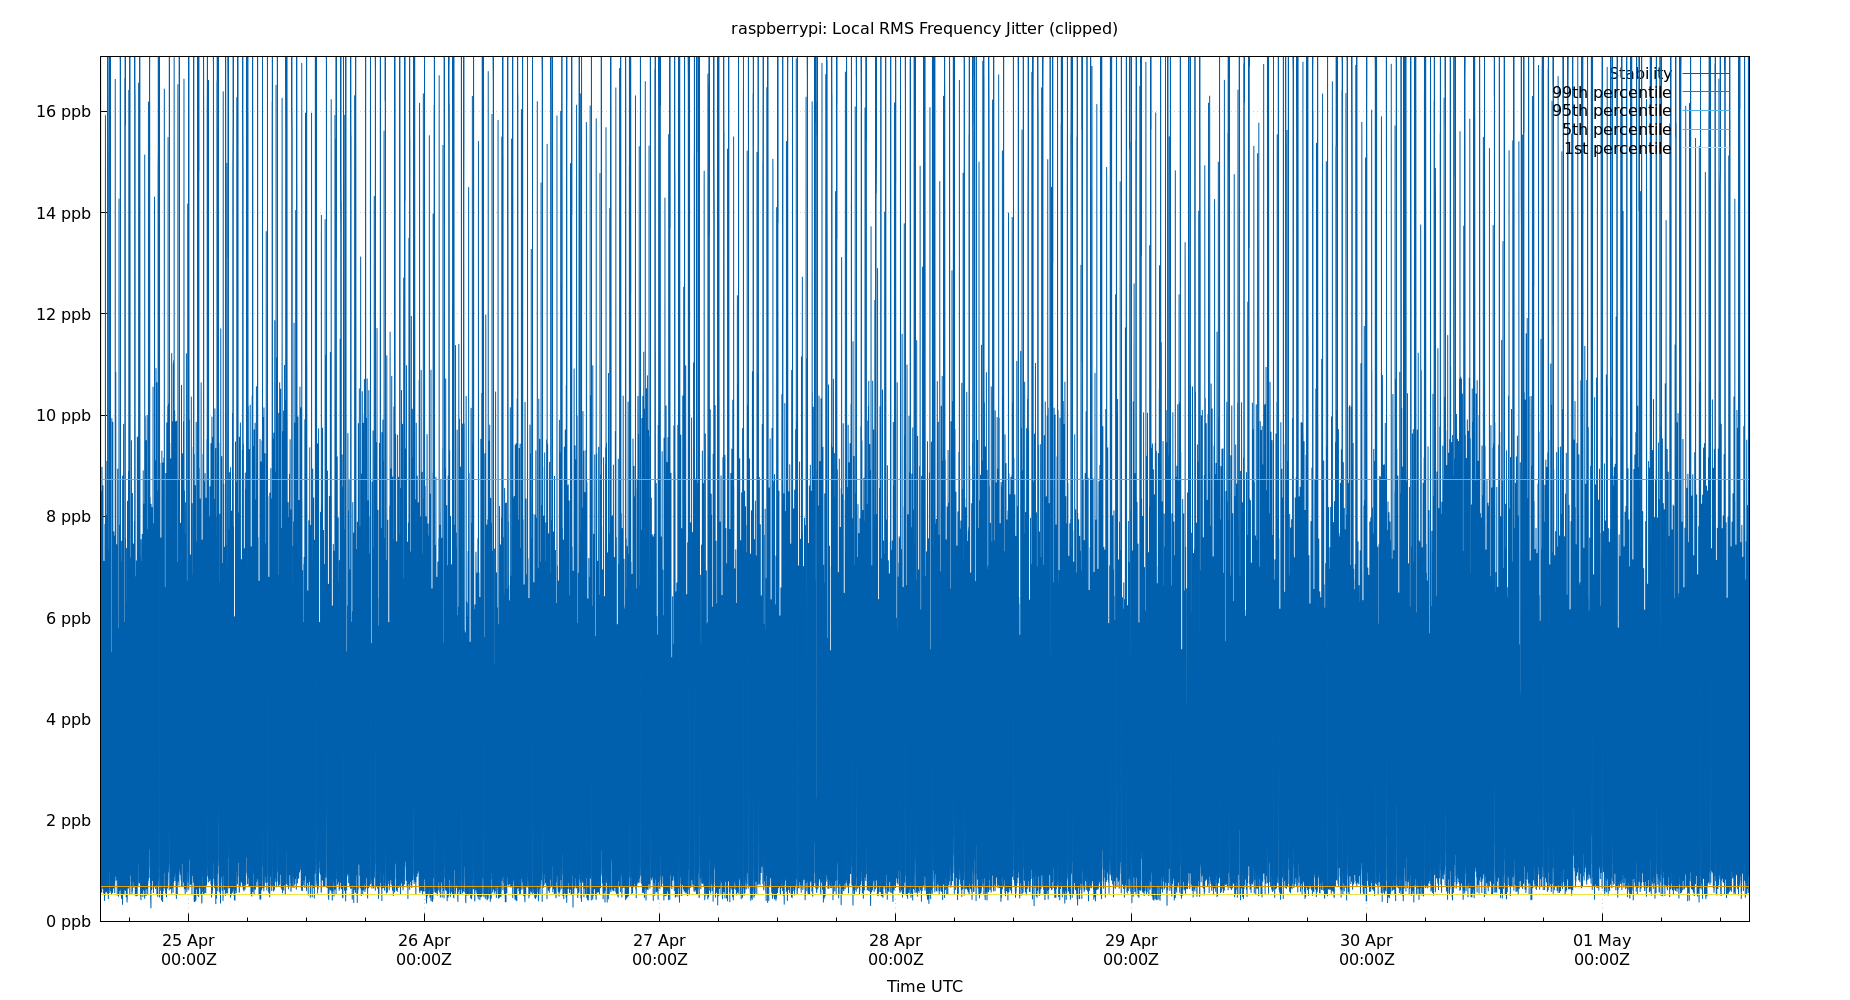 raspberrypi: Local RMS Frequency Jitter (clipped)
Stability
99th percentile
95th percentile
5th percentile
1st percentile
16 ppb
14 ppb
12 ppb
10 ppb
8 ppb
6 ppb
4 ppb
2 ppb
0 ppb
25 Apr 26 Apr 27 Apr 28 Apr 29 Apr 30 Apr 01 May
00:00Z 00:00Z 00:00Z 00:00Z 00:00Z 00:00Z 00:00Z
Time UTC